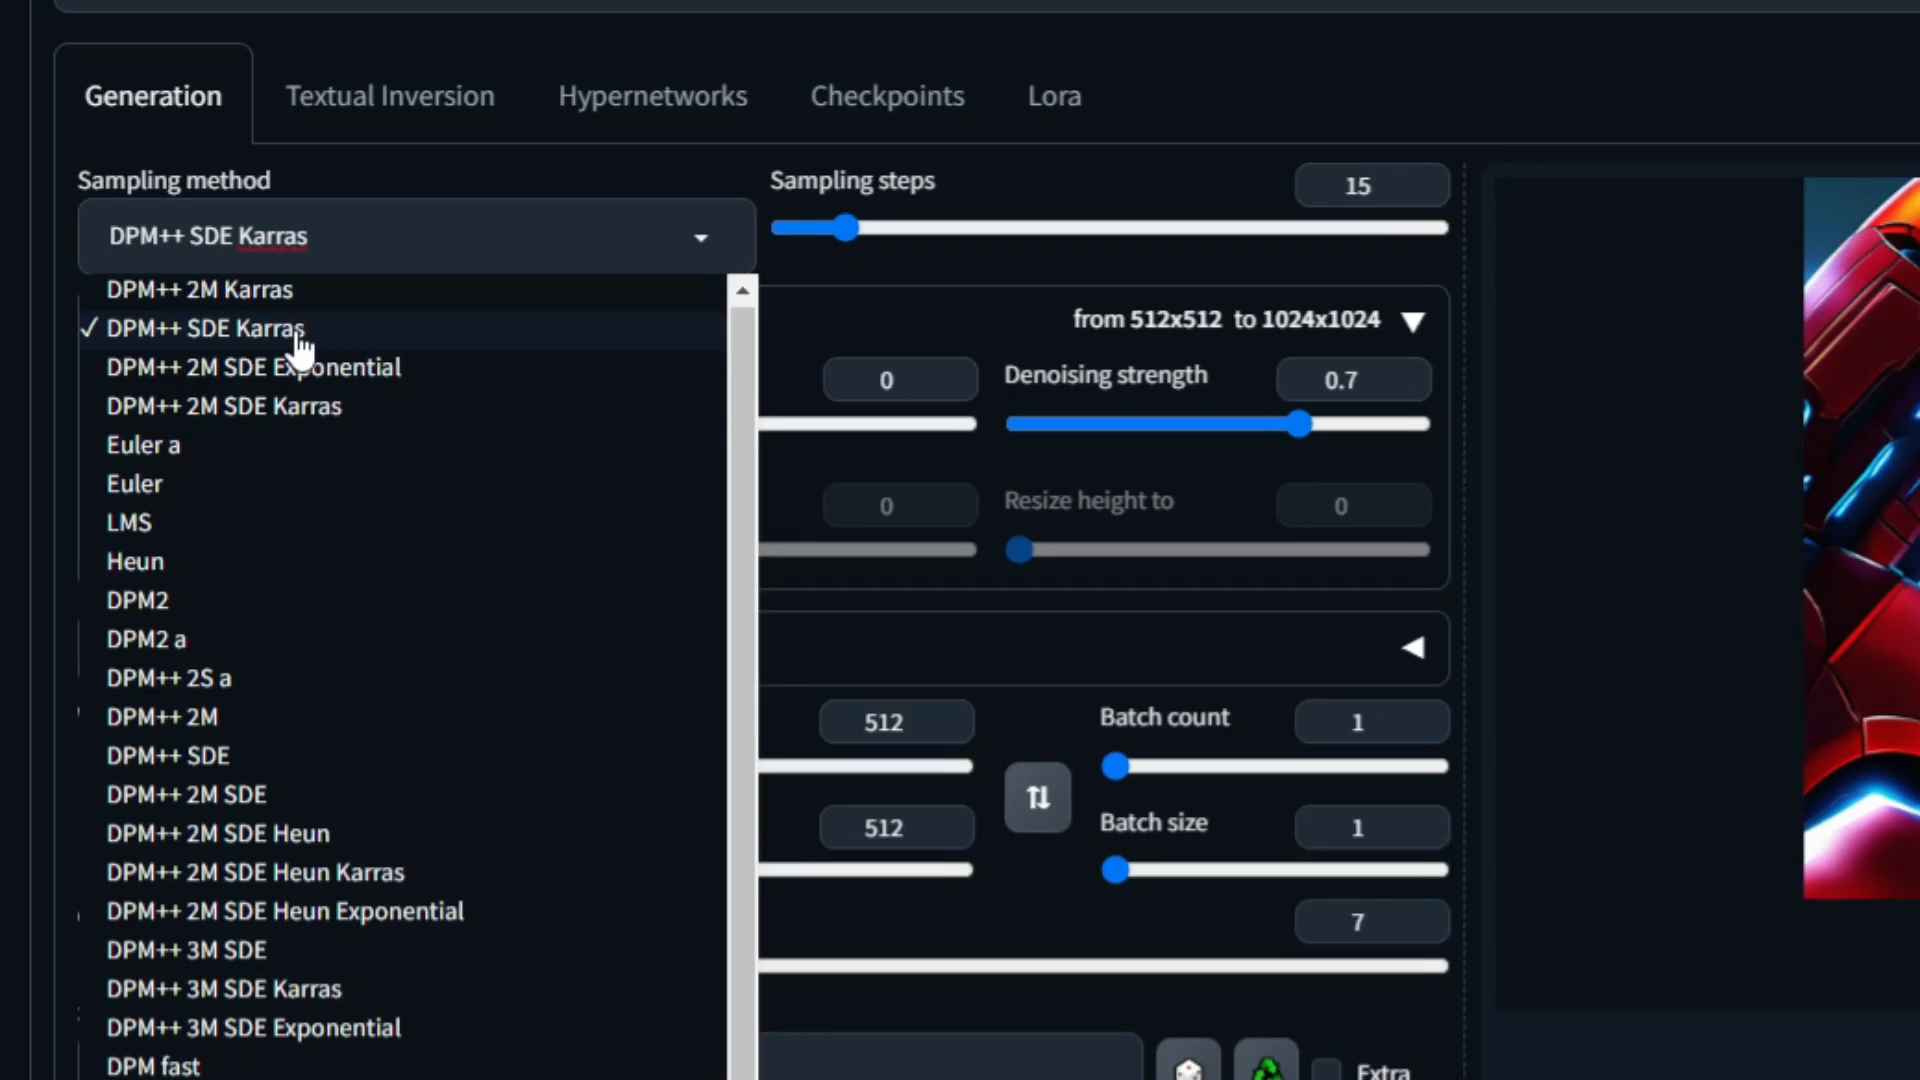 Generation Textual Inversion Hypernetworks Checkpoints Lora
Sampling method
DPM++ SDE Karras
DPM++ 2M Karras
✓ DPM++ SDE Karras
DPM++ 2M SDE Exponential
DPM++ 2M SDE Karras
Euler a
Euler
LMS
Heun
DPM2
DPM2 a
DPM++ 2S a
DPM++ 2M
DPM++ SDE
DPM++ 2M SDE
DPM++ 2M SDE Heun
DPM++ 2M SDE Heun Karras
DPM++ 2M SDE Heun Exponential
DPM++ 3M SDE
DPM++ 3M SDE Karras
DPM++ 3M SDE Exponential
DPM fast
Sampling steps 15
from 512x512 to 1024x1024
0 Denoising strength 0.7
0 Resize height to 0
512 Batch count 1
512 Batch size 1
7
Extra